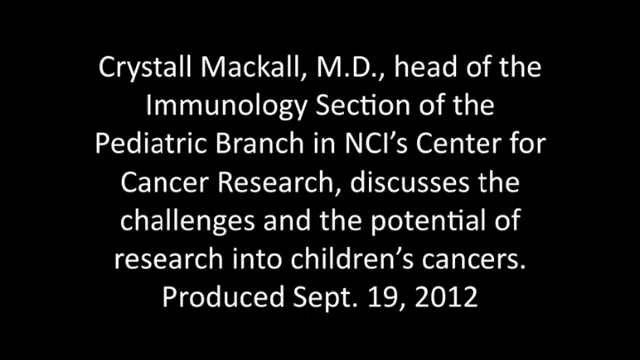 Crystall Mackall, M.D., head of the
Immunology Section of the
Pediatric Branch in NCI's Center for
Cancer Research, discusses the
challenges and the potential of
research into children's cancers.
Produced Sept. 19, 2012